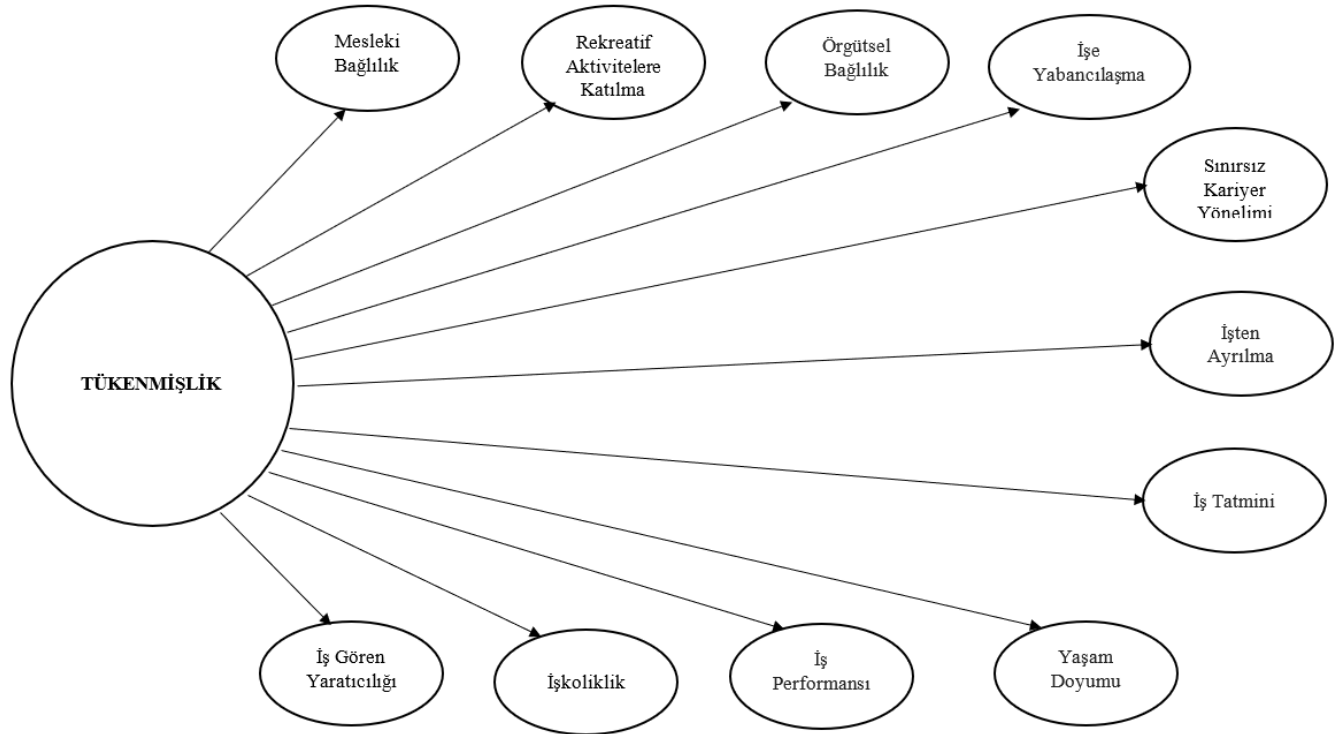 Mesleki
Bağlılık
Rekreatif
Aktivitelere
Katılma
Örgütsel
Bağlılık
İşe
Yabancılaşma
Sınırsız
Kariyer
Yönelimi
TÜKENMİŞLİK
İşten
Ayrılma
İş Tatmini
İş Gören
Yaratıcılığı
İşkoliklik
İş
Performansı
Yaşam
Doyumu